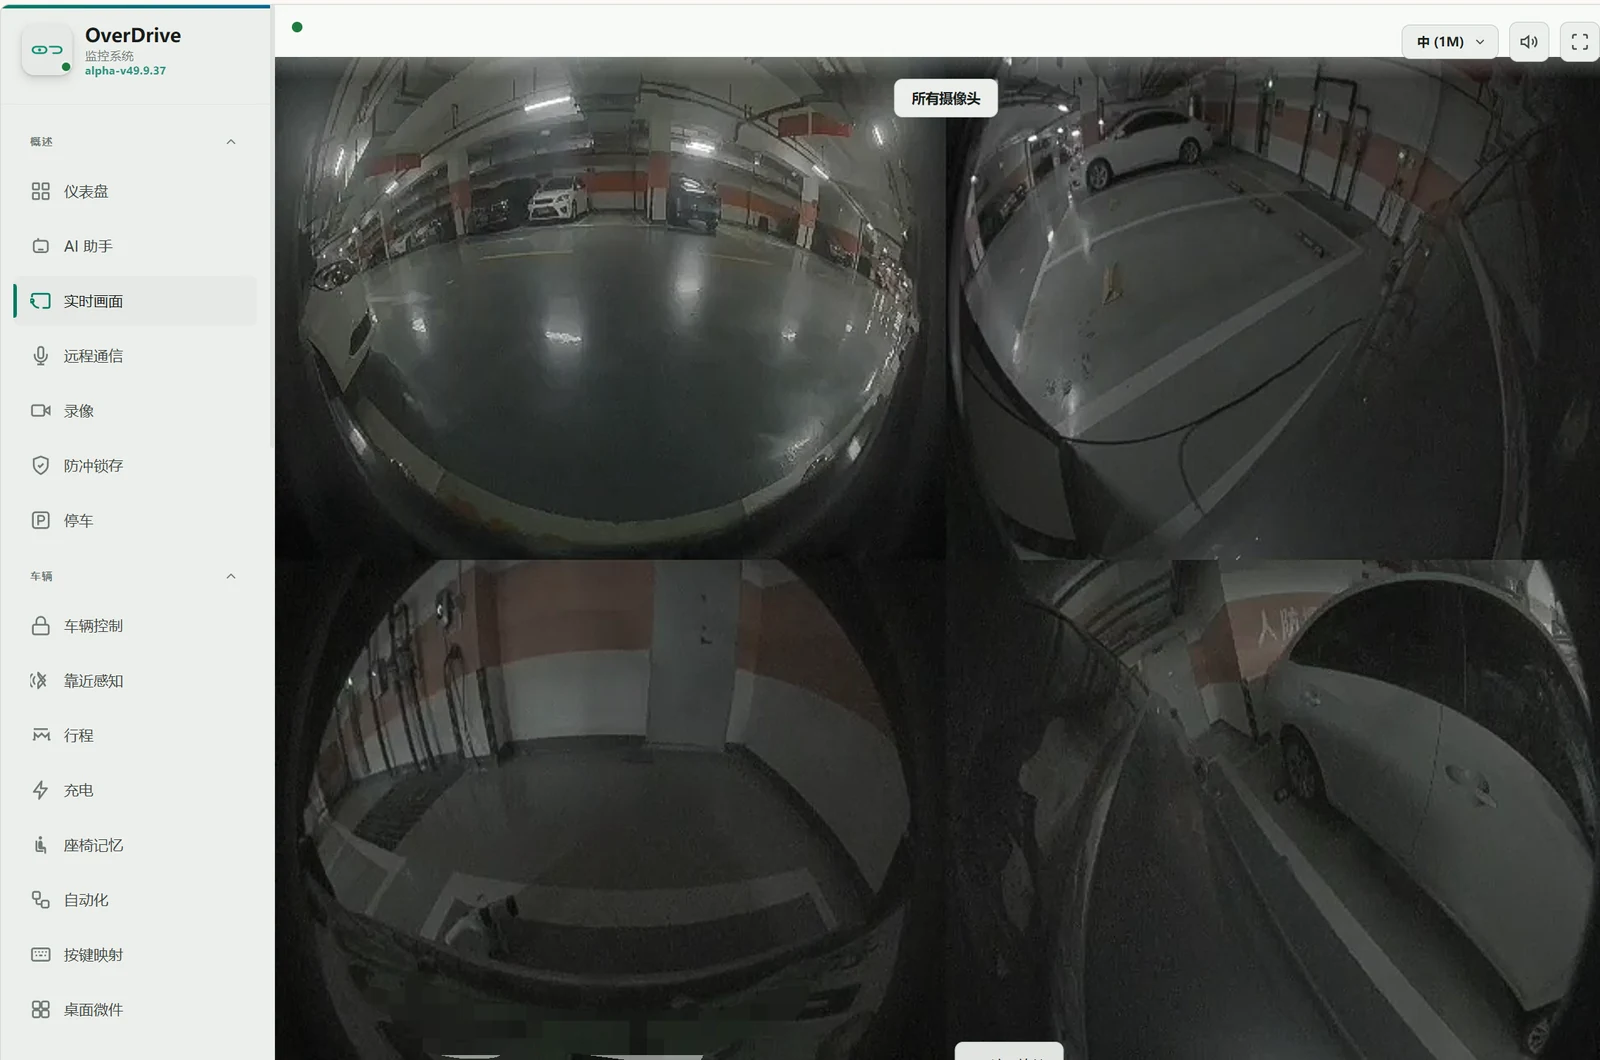 OverDrive
监控系统
alpha-v49.9.37
中 (1M)
所有摄像头
概述
仪表盘
AI 助手
实时画面
远程通信
录像
防冲锁存
停车
车辆
车辆控制
靠近感知
行程
充电
座椅记忆
自动化
按键映射
桌面微件
人防